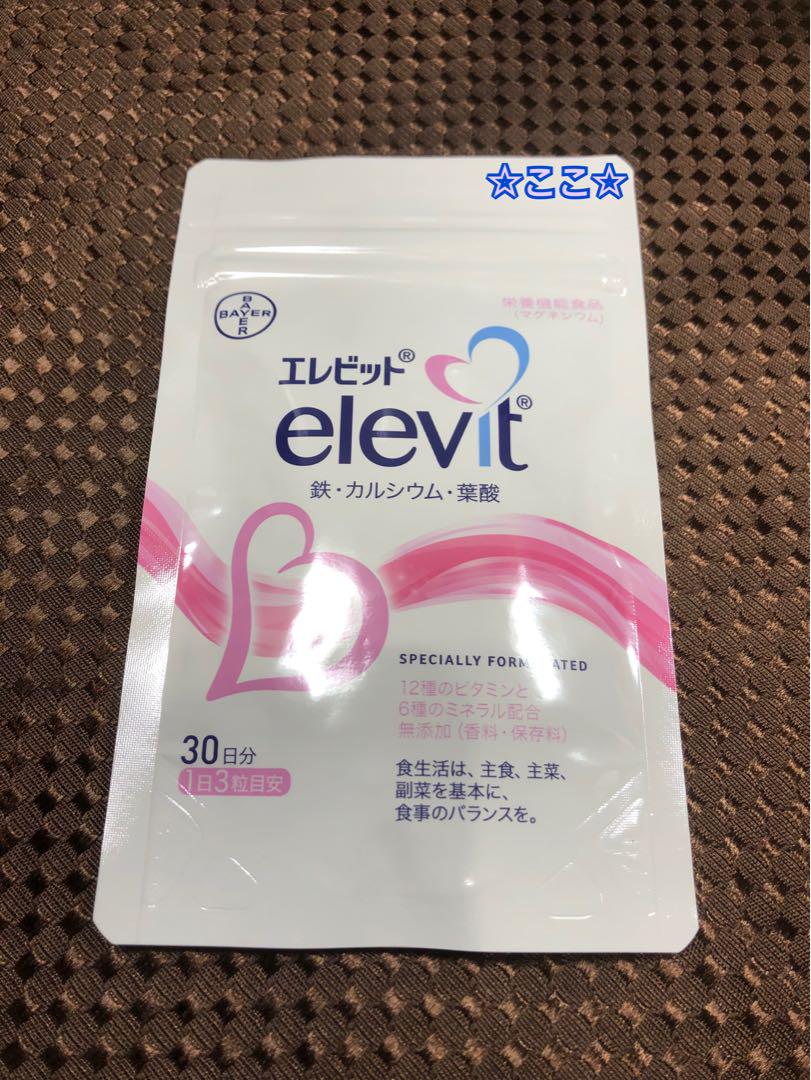 ☆ここ☆
BAYER
BAYER
栄養機能食品
(マグネシウム)
エレビット®
elevit®
鉄・カルシウム・葉酸
SPECIALLY FORMULATED
12種のビタミンと
6種のミネラル配合
無添加(香料・保存料)
30日分
1日3粒目安
食生活は、主食、主菜、
副菜を基本に、
食事のバランスを。